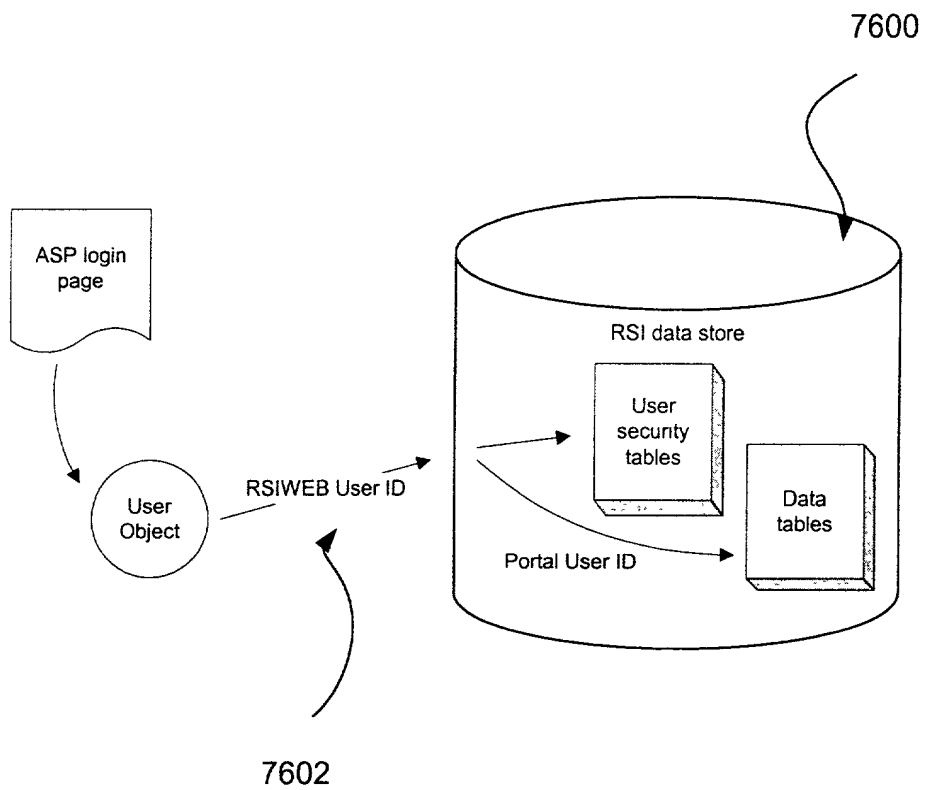 7600
ASP login
page
RSI data store
User
security
tables
RSIWEB User ID
User
Object
Data
tables
Portal User ID
7602